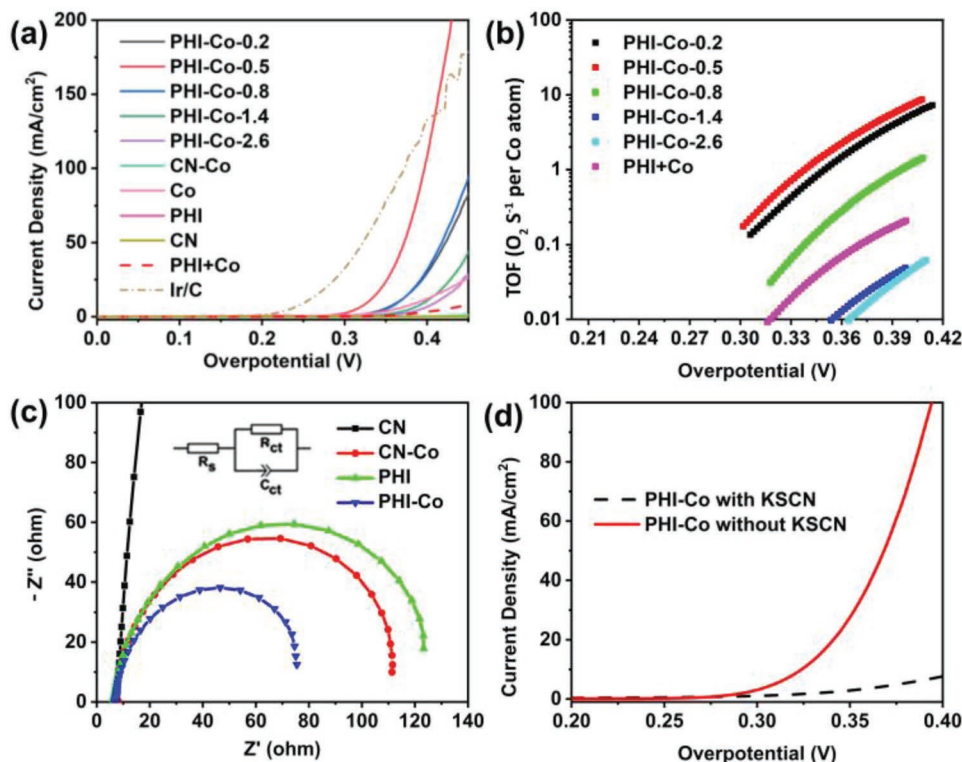 (a)
200
150
100
50
0
Current Density (mA/cm²)
PHI-Co-0.2
PHI-Co-0.5
PHI-Co-0.8
PHI-Co-1.4
PHI-Co-2.6
CN-Co
Co
PHI
CN
PHI+Co
Ir/C
0.0 0.1 0.2 0.3 0.4
Overpotential (V)
(b)
100
10
1
0.1
0.01
TOF (O₂ S⁻¹ per Co atom)
PHI-Co-0.2
PHI-Co-0.5
PHI-Co-0.8
PHI-Co-1.4
PHI-Co-2.6
PHI+Co
0.21 0.24 0.27 0.30 0.33 0.36 0.39 0.42
Overpotential (V)
(c)
100
80
60
40
20
0
- Z'' (ohm)
Rs
Rct
Cct
CN
CN-Co
PHI
PHI-Co
0 20 40 60 80 100 120 140
Z' (ohm)
(d)
100
80
60
40
20
0
Current Density (mA/cm²)
PHI-Co with KSCN
PHI-Co without KSCN
0.20 0.25 0.30 0.35 0.40
Overpotential (V)